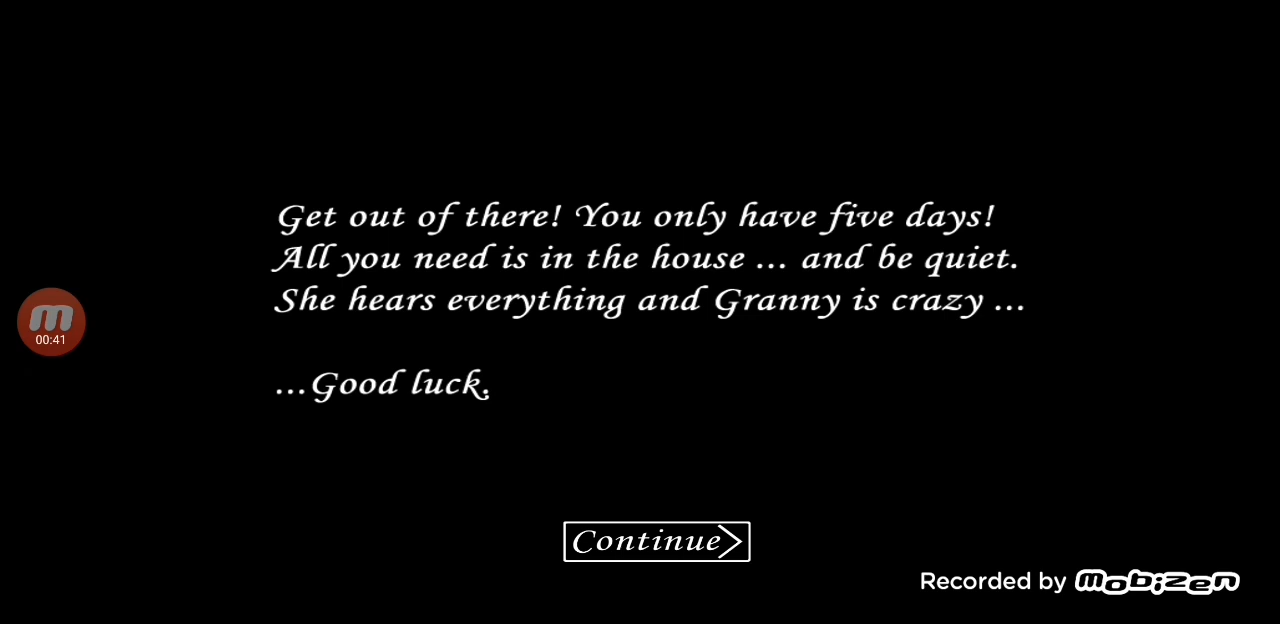 Get out of there! You only have five days!
All you need is in the house ... and be quiet.
She hears everything and Granny is crazy ...
...Good luck.
00:41
Continue
Recorded by mobizen